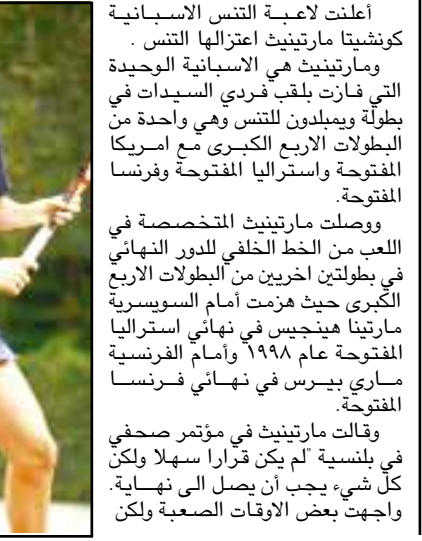 أعلنت لاعبة التنس الاسبانية
كونشيتا مارتينيث اعتزالها التنس .
ومارتينيث هي الاسبانية الوحيدة
التي فازت بلقب فردي السيدات في
بطولة ويمبلدون للتنس وهي واحدة من
البطولات الاربع الكبرى مع امريكا
المفتوحة واستراليا المفتوحة وفرنسا
المفتوحة.
ووصلت مارتينيث المتخصصة في
اللعب من الخط الخلفي للدور النهائي
في بطولتين اخريين من البطولات الاربع
الكبرى حيث هزمت أمام السويسرية
مارتينا هينجيس في نهائي استراليا
المفتوحة عام ١٩٩٨ وأمام الفرنسية
ماري بيرس في نهائي فرنسا
المفتوحة.
وقالت مارتينيث في مؤتمر صحفي
في بلنسية "لم يكن قرارا سهلا ولكن
كل شيء يجب أن يصل الى نهاية.
واجهت بعض الاوقات الصعبة ولكن